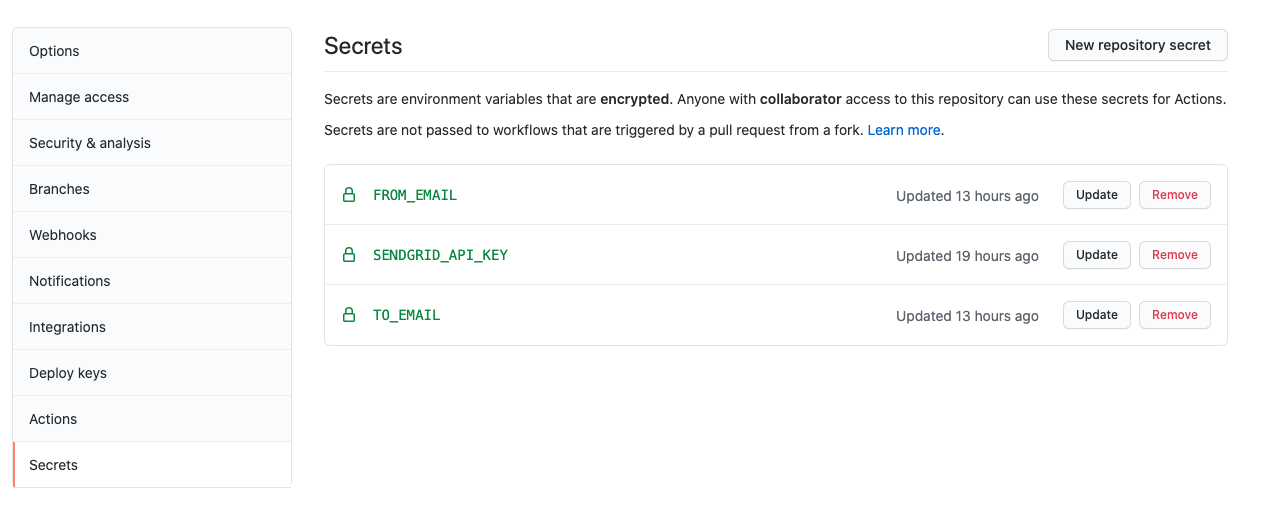 Options
Manage access
Security & analysis
Branches
Webhooks
Notifications
Integrations
Deploy keys
Actions
Secrets
Secrets
New repository secret
Secrets are environment variables that are encrypted. Anyone with collaborator access to this repository can use these secrets for Actions.
Secrets are not passed to workflows that are triggered by a pull request from a fork. Learn more.
FROM_EMAIL Updated 13 hours ago Update Remove
SENDGRID_API_KEY Updated 19 hours ago Update Remove
TO_EMAIL Updated 13 hours ago Update Remove